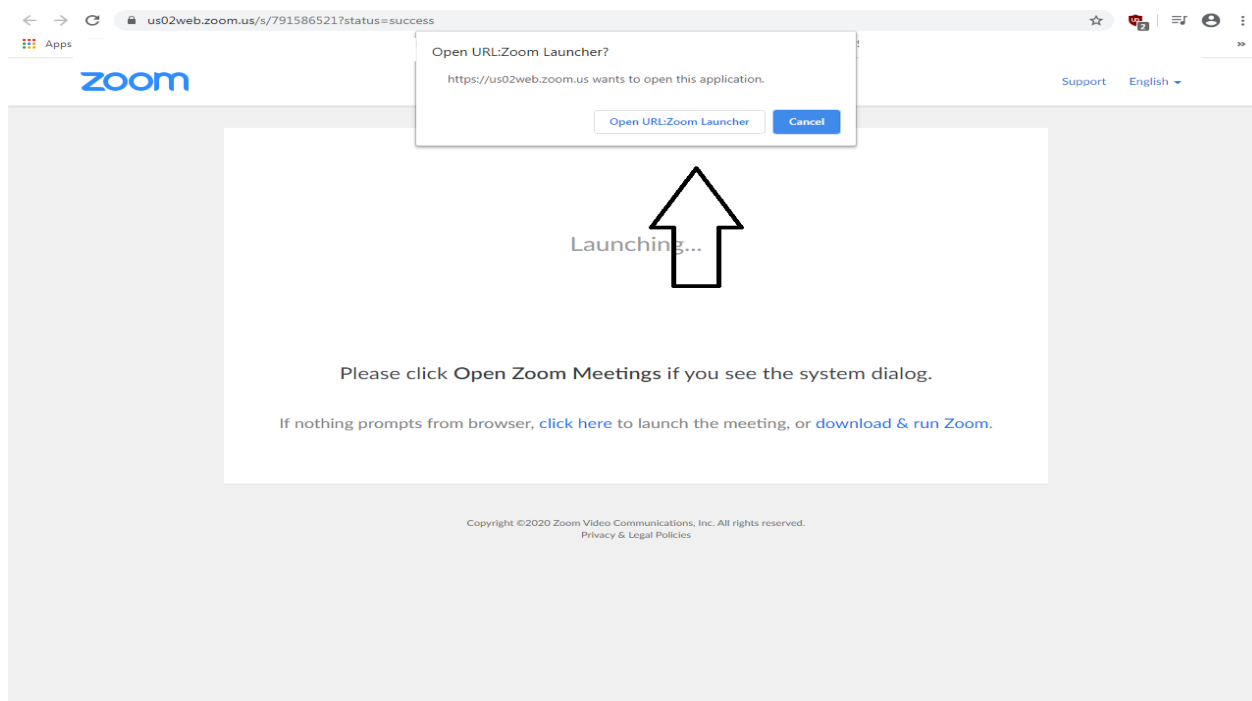 us02web.zoom.us/s/791586521?status=success
2
Apps
»
Open URL:Zoom Launcher?
https://us02web.zoom.us wants to open this application.
Open URL:Zoom Launcher Cancel
zoom
Support English
Launching...
Please click Open Zoom Meetings if you see the system dialog.
If nothing prompts from browser, click here to launch the meeting, or download & run Zoom.
Copyright ©2020 Zoom Video Communications, Inc. All rights reserved.
Privacy & Legal Policies